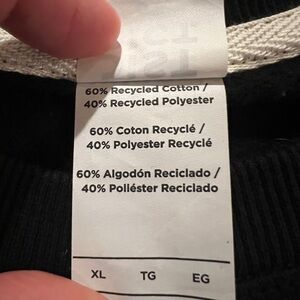 60% Recycled Cotton /
40% Recycled Polyester
60% Coton Recyclé /
40% Polyester Recyclé
60% Algodón Reciclado /
40% Poliéster Reciclado
XL TG EG